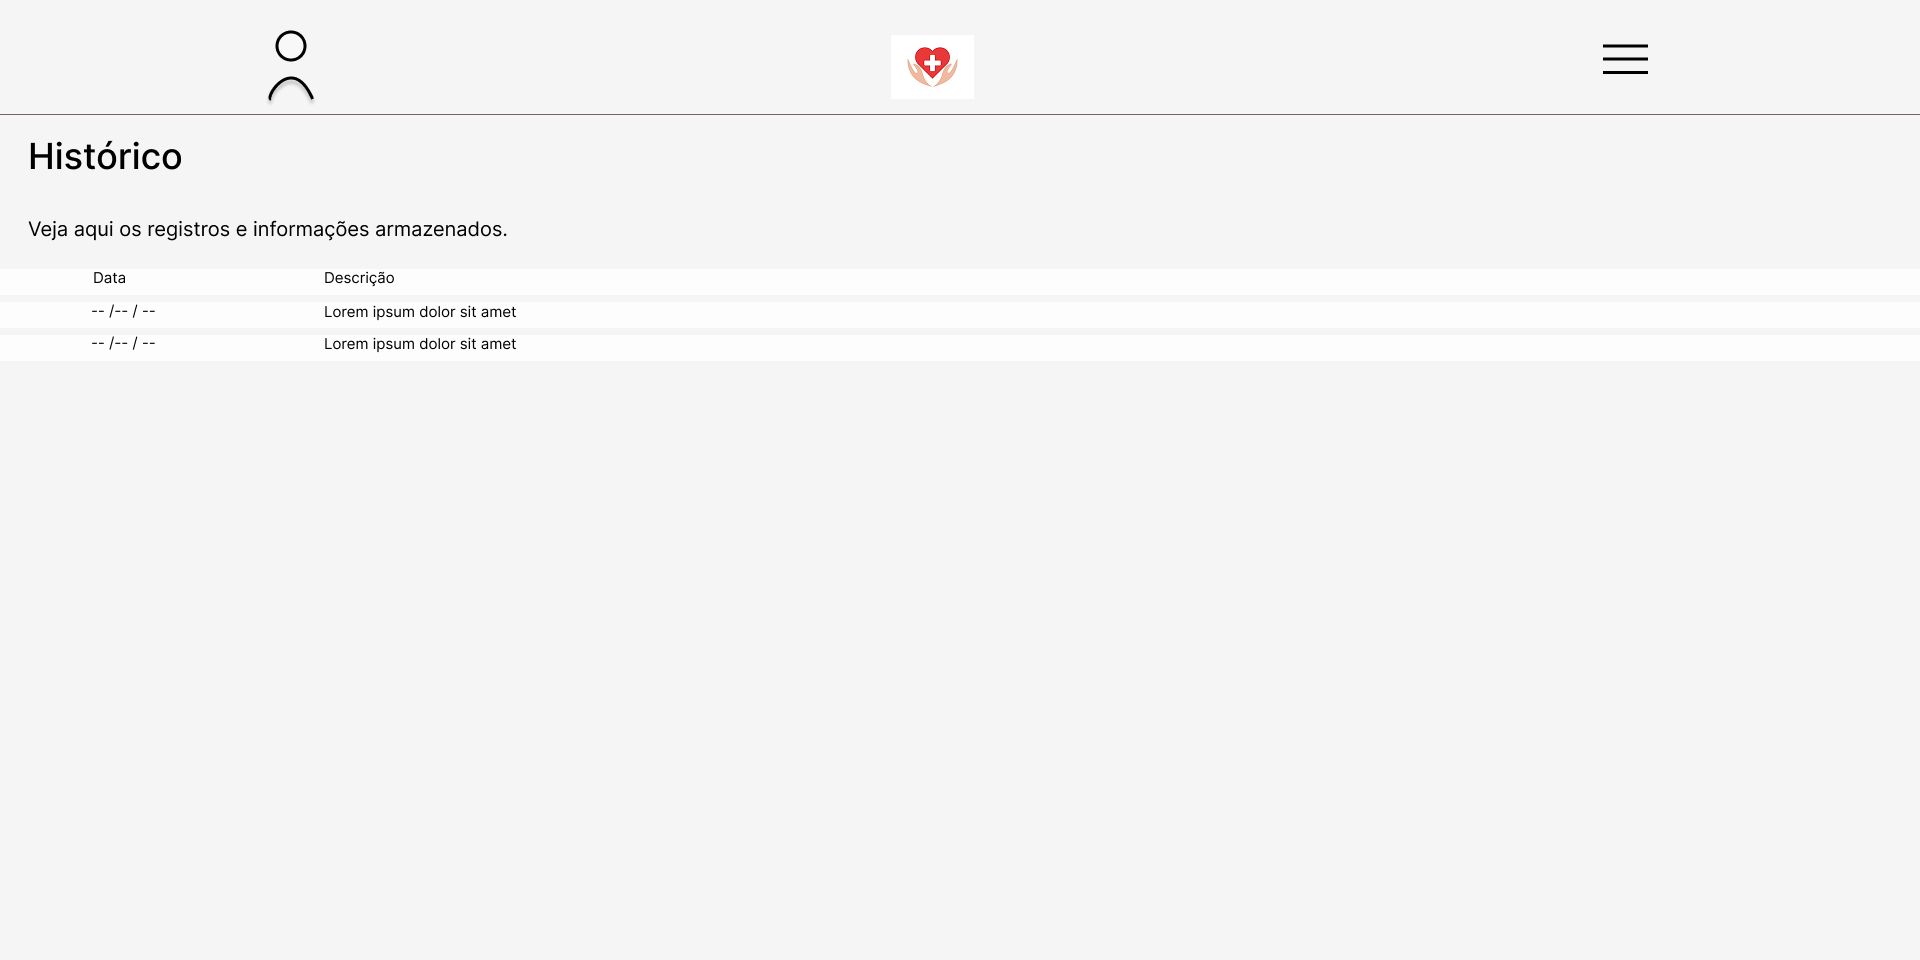 Histórico
Veja aqui os registros e informações armazenados.
Data Descrição
-- /-- / -- Lorem ipsum dolor sit amet
-- /-- / -- Lorem ipsum dolor sit amet